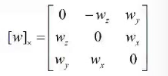 [w]ₓ = [ 0 -w_z w_y
w_z 0 w_x
w_y w_x 0 ]